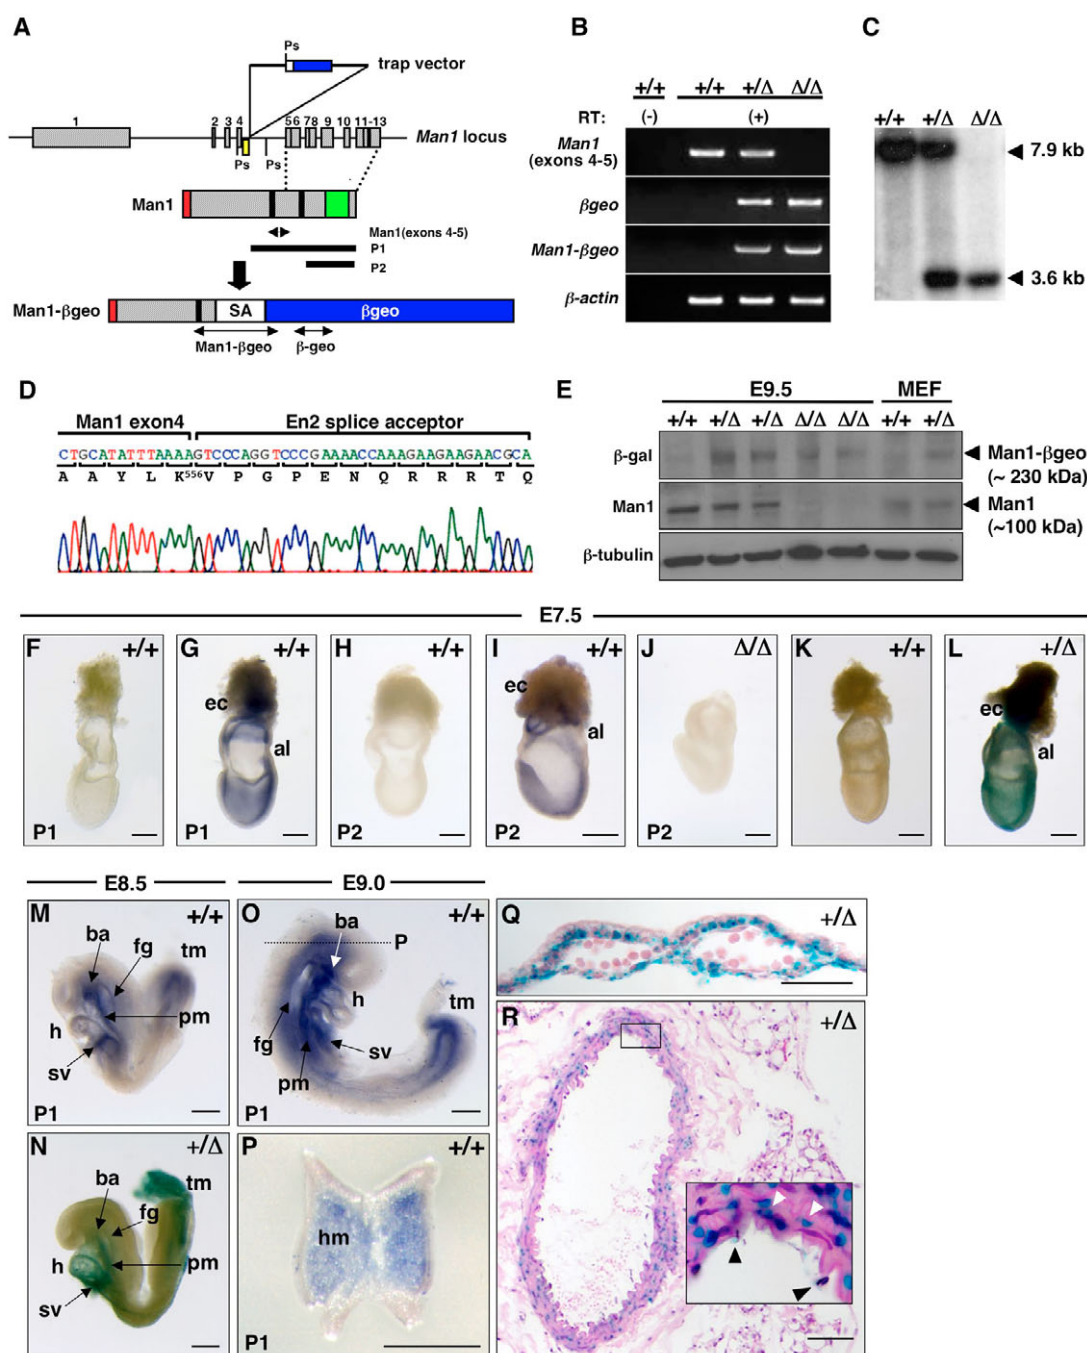 A
Ps
trap vector
1
2
3
4
56
78
9
10
11-13
Man1 locus
Ps
Ps
Man1
Man1(exons 4-5)
P1
P2
Man1-βgeo
SA
βgeo
Man1-βgeo
β-geo
B
+/+
+/+
+/Δ
Δ/Δ
RT:
(-)
(+)
Man1
(exons 4-5)
βgeo
Man1-βgeo
β-actin
C
+/+
+/Δ
Δ/Δ
7.9 kb
3.6 kb
D
Man1 exon4
En2 splice acceptor
CTGCATATTTAAAAGTCCCAGGTCCCGAAAACCAAAGAAGAAGAACGCA
A A Y L K556V P G P E N Q R R R T Q
E
E9.5
MEF
+/+
+/Δ
+/Δ
Δ/Δ
Δ/Δ
+/+
+/Δ
β-gal
Man1-βgeo
(~ 230 kDa)
Man1
Man1
(~100 kDa)
β-tubulin
E7.5
F
+/+
P1
G
+/+
ec
al
P1
H
+/+
P2
I
+/+
ec
al
P2
J
Δ/Δ
P2
K
+/+
L
+/Δ
ec
al
E8.5
E9.0
M
+/+
ba
fg
tm
h
pm
sv
P1
O
+/+
ba
P
h
tm
fg
sv
pm
P1
Q
+/Δ
R
+/Δ
N
+/Δ
ba
tm
fg
h
pm
sv
P
+/+
hm
P1